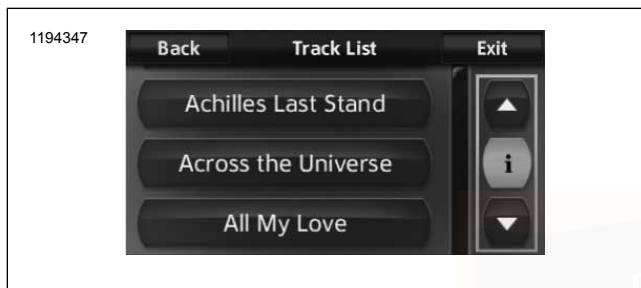 1194347
Back Track List Exit
Achilles Last Stand
Across the Universe
i
All My Love